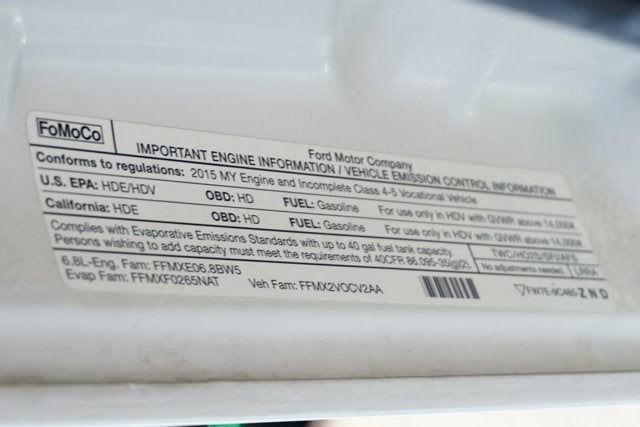 FoMoCo
Ford Motor Company
IMPORTANT ENGINE INFORMATION / VEHICLE EMISSION CONTROL INFORMATION
Conforms to regulations: 2015 MY Engine and Incomplete Class 4-5 Vocational Vehicle
U.S. EPA: HDE/HDV OBD: HD FUEL: Gasoline For use only in HDV with GVWR above 14,000#
California: HDE OBD: HD FUEL: Gasoline For use only in HDV with GVWR above 14,000#
Complies with Evaporative Emissions Standards with up to 40 gal fuel tank capacity.
Persons wishing to add capacity must meet the requirements of 40CFR 86.095-35(g)(2).
TWC/HO2S/SFI/AFS
No adjustments needed LRRA
6.8L-Eng. Fam: FFMXE06.8BW5
Evap Fam: FFMXF0265NAT Veh Fam: FFMX2VOCV2AA
FW7E-9C485-Z N D